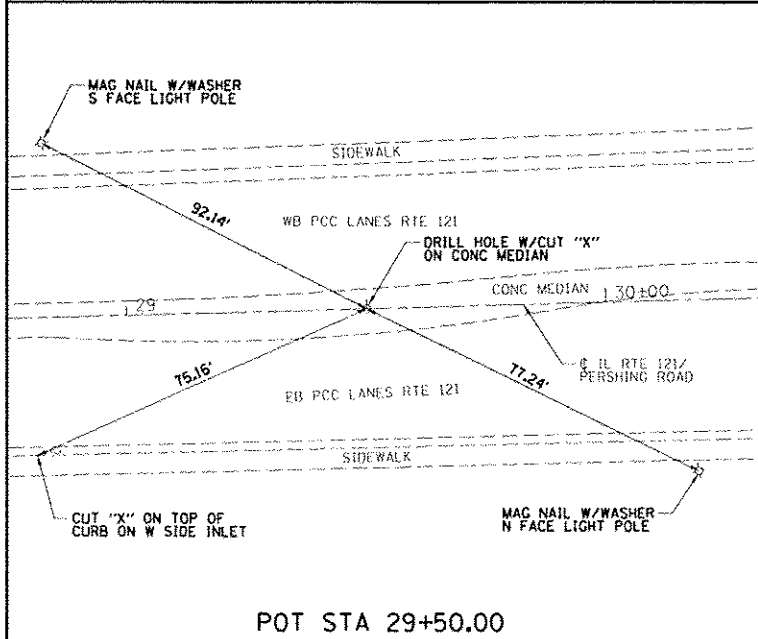 MAG NAIL W/WASHER
S FACE LIGHT POLE
SIDEWALK
92.14'
WB PCC LANES RTE 121
DRILL HOLE W/CUT "X"
ON CONC MEDIAN
CONC MEDIAN
30+00
29
℄ IL RTE 121/
PERSHING ROAD
75.16'
77.24'
EB PCC LANES RTE 121
SIDEWALK
CUT "X" ON TOP OF
CURB ON W SIDE INLET
MAG NAIL W/WASHER
N FACE LIGHT POLE
POT STA 29+50.00